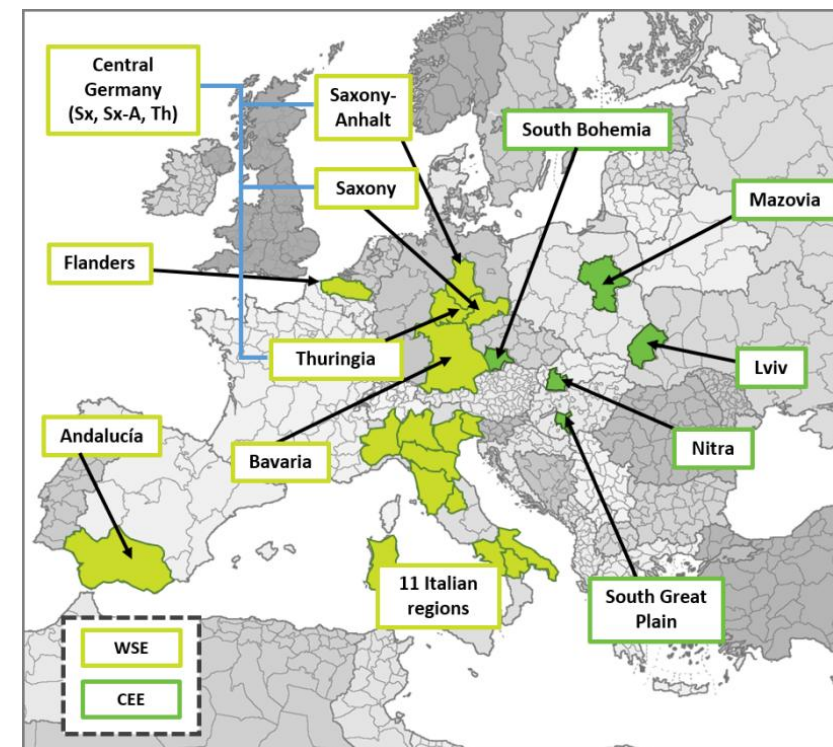 Central
Germany
(Sx, Sx-A, Th)
Saxony-
Anhalt
South Bohemia
Saxony
Mazovia
Flanders
Thuringia
Lviv
Andalucía
Bavaria
Nitra
11 Italian
regions
South Great
Plain
WSE
CEE